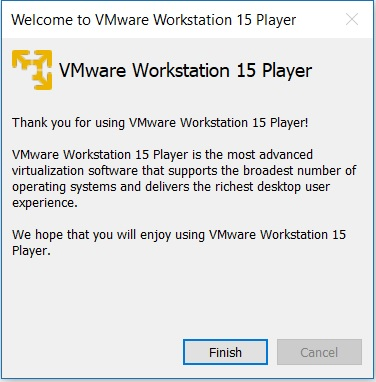 Welcome to VMware Workstation 15 Player
VMware Workstation 15 Player
Thank you for using VMware Workstation 15 Player!
VMware Workstation 15 Player is the most advanced
virtualization software that supports the broadest number of
operating systems and delivers the richest desktop user
experience.
We hope that you will enjoy using VMware Workstation 15
Player.
Finish
Cancel